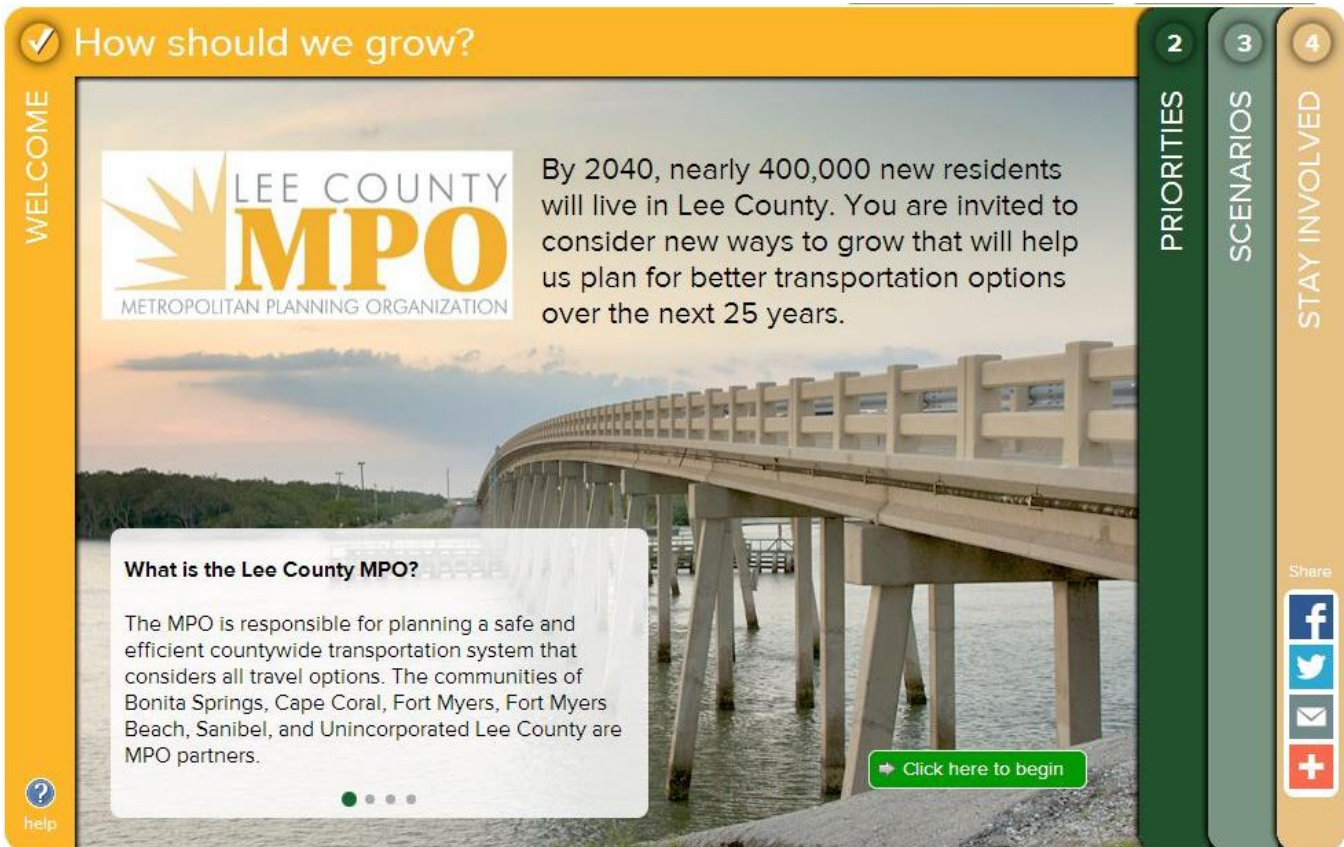 How should we grow?
WELCOME
LEE COUNTY
MPO
METROPOLITAN PLANNING ORGANIZATION
By 2040, nearly 400,000 new residents
will live in Lee County. You are invited to
consider new ways to grow that will help
us plan for better transportation options
over the next 25 years.
What is the Lee County MPO?
The MPO is responsible for planning a safe and
efficient countywide transportation system that
considers all travel options. The communities of
Bonita Springs, Cape Coral, Fort Myers, Fort Myers
Beach, Sanibel, and Unincorporated Lee County are
MPO partners.
Click here to begin
?
help
2
PRIORITIES
3
SCENARIOS
4
STAY INVOLVED
Share
f